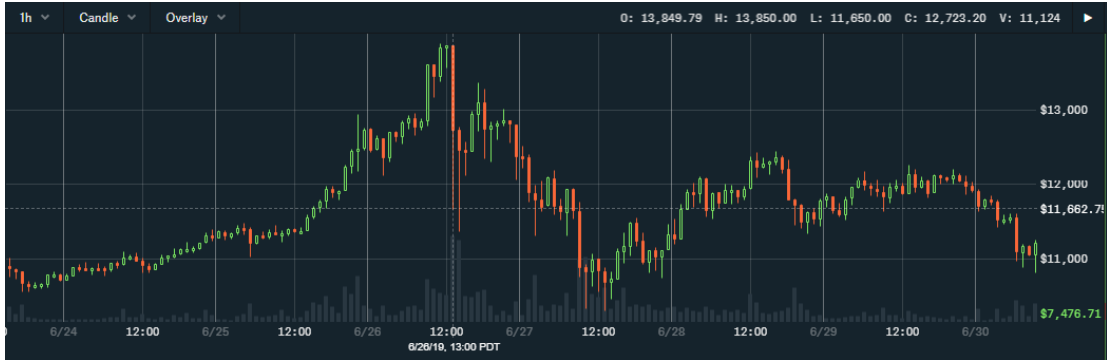 1h Candle Overlay O: 13,849.79 H: 13,850.00 L: 11,650.00 C: 12,723.20 V: 11,124
$13,000
$12,000
$11,662.75
$11,000
$7,476.71
6/24 12:00 6/25 12:00 6/26 12:00 6/27 12:00 6/28 12:00 6/29 12:00 6/30
6/26/19, 13:00 PDT